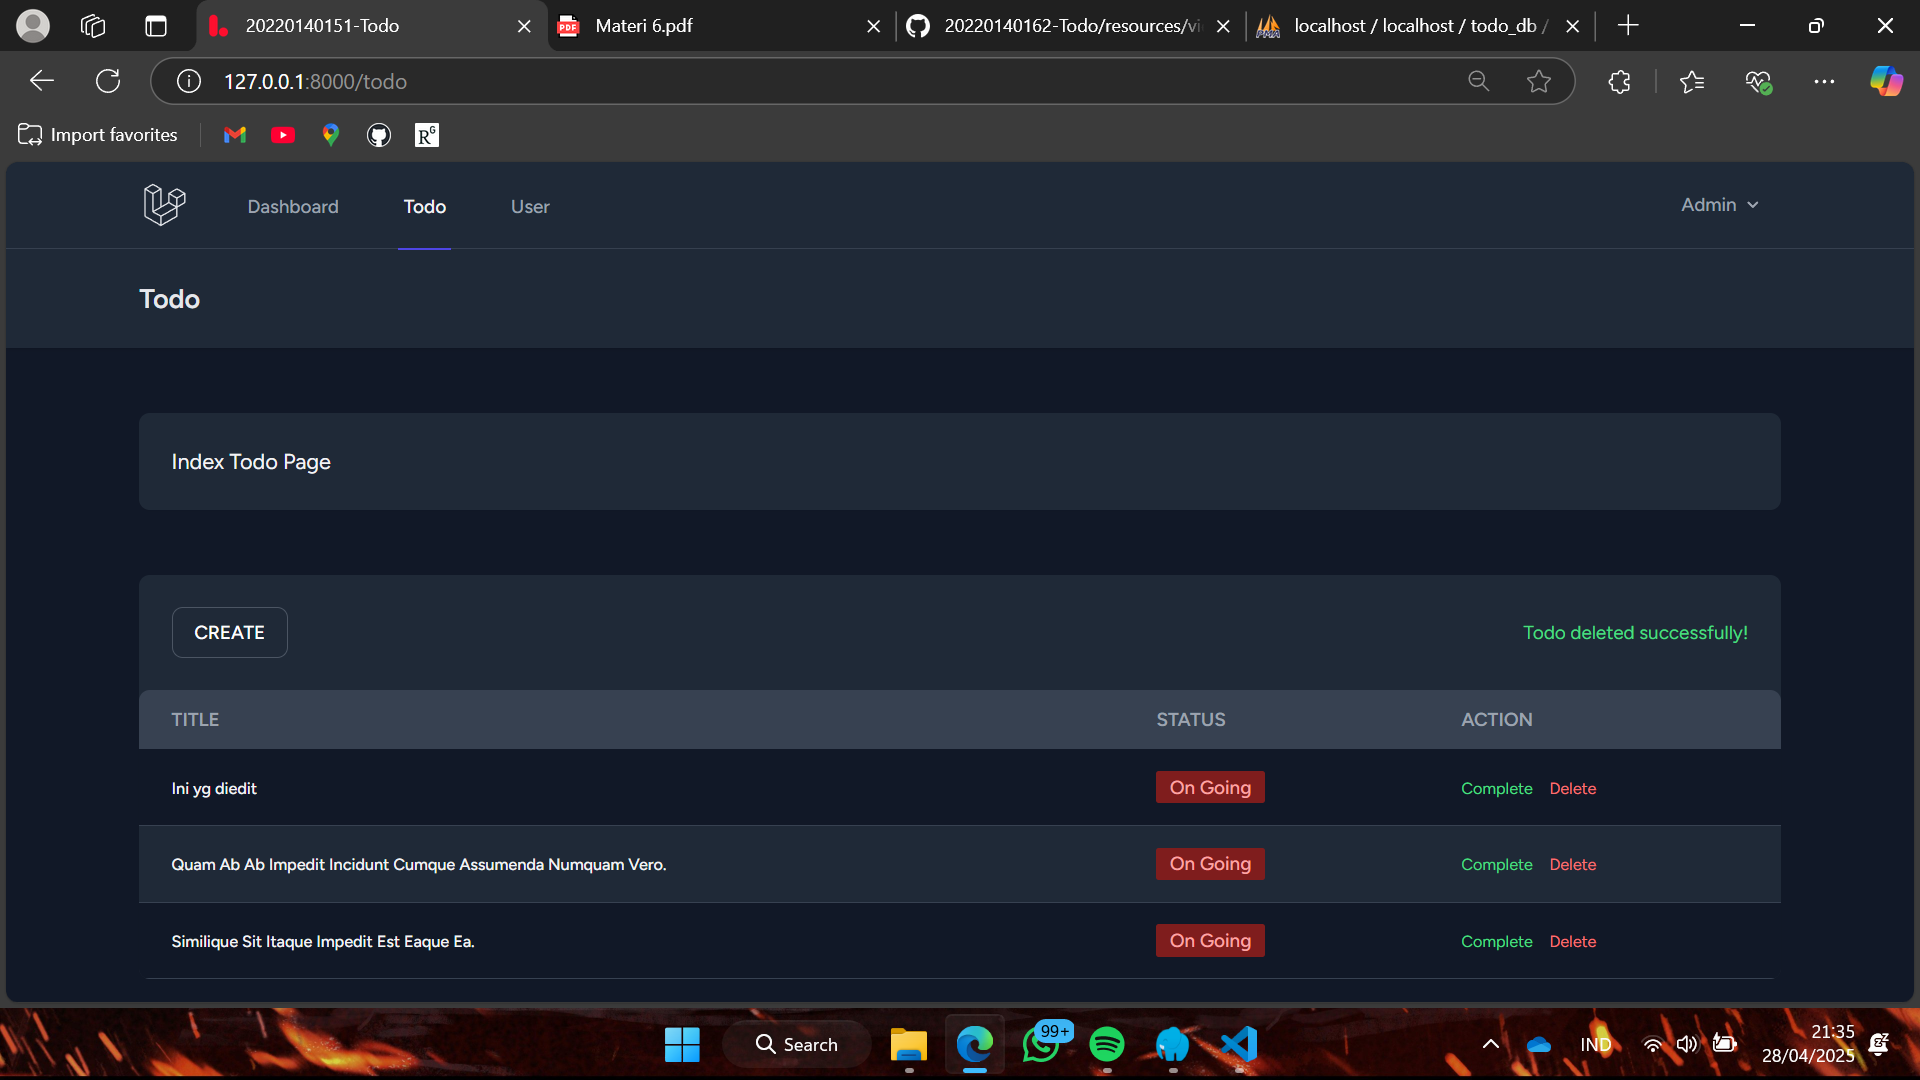 20220140151-Todo
Materi 6.pdf
20220140162-Todo/resources/vi
localhost / localhost / todo_db /
127.0.0.1:8000/todo
Import favorites
Dashboard
Todo
User
Admin
Todo
Index Todo Page
CREATE
Todo deleted successfully!
TITLE STATUS ACTION
Ini yg diedit On Going Complete Delete
Quam Ab Ab Impedit Incidunt Cumque Assumenda Numquam Vero. On Going Complete Delete
Similique Sit Itaque Impedit Est Eaque Ea. On Going Complete Delete
Search
99+
IND
21:35
28/04/2025